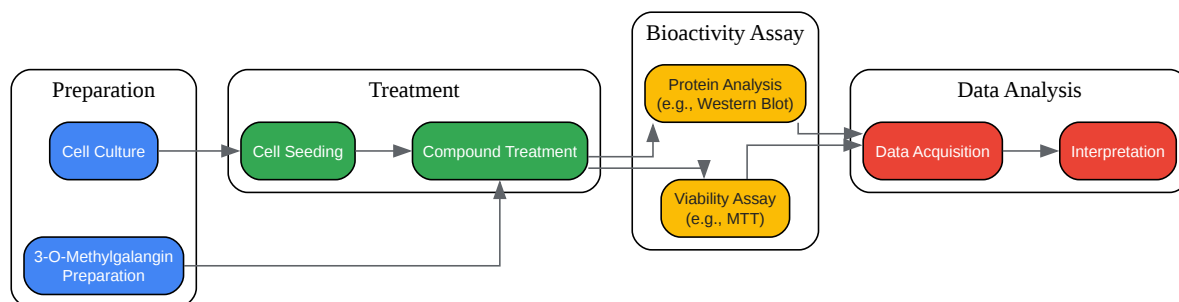 Preparation
Cell Culture
3-O-Methylgalangin
Preparation
Treatment
Cell Seeding
Compound Treatment
Bioactivity Assay
Protein Analysis
(e.g., Western Blot)
Viability Assay
(e.g., MTT)
Data Analysis
Data Acquisition
Interpretation